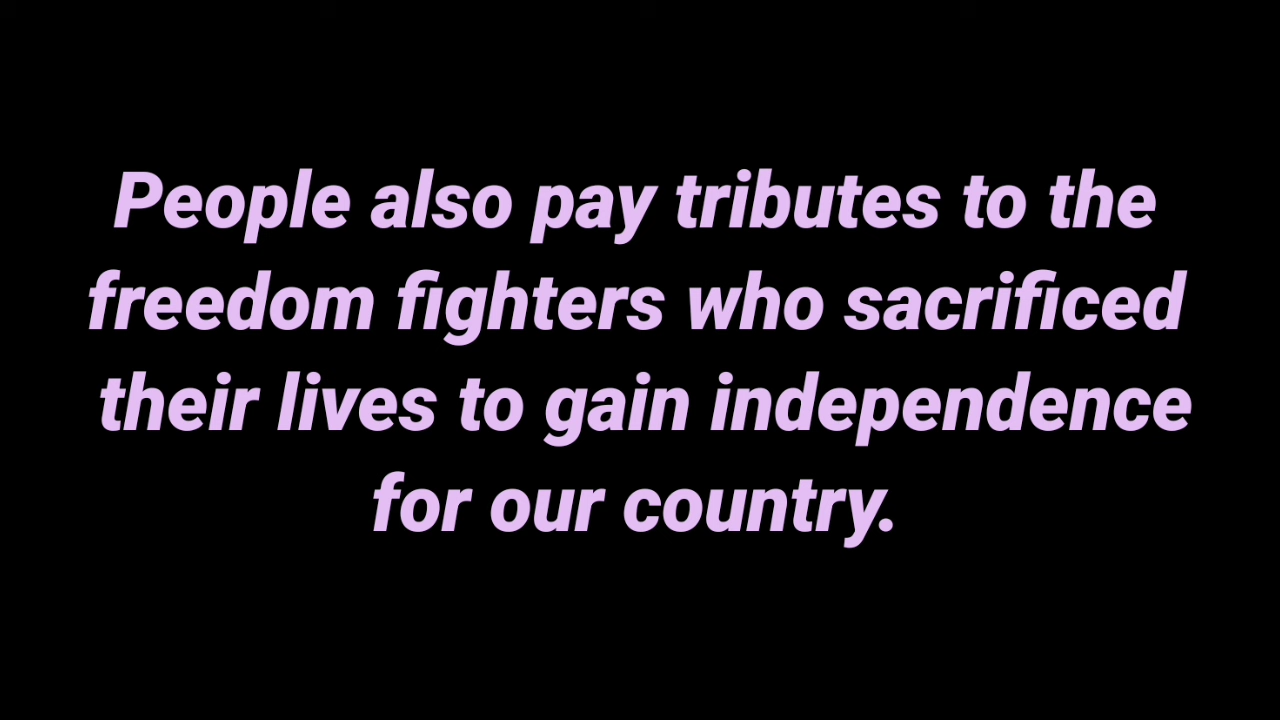 People also pay tributes to the
freedom fighters who sacrificed
their lives to gain independence
for our country.